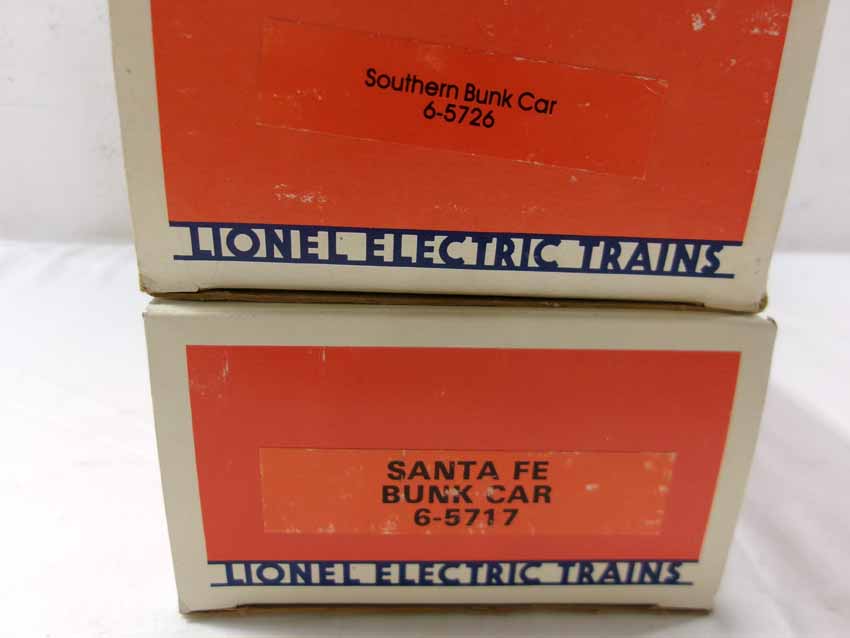 Southern Bunk Car
6-5726
LIONEL ELECTRIC TRAINS
SANTA FE
BUNK CAR
6-5717
LIONEL ELECTRIC TRAINS